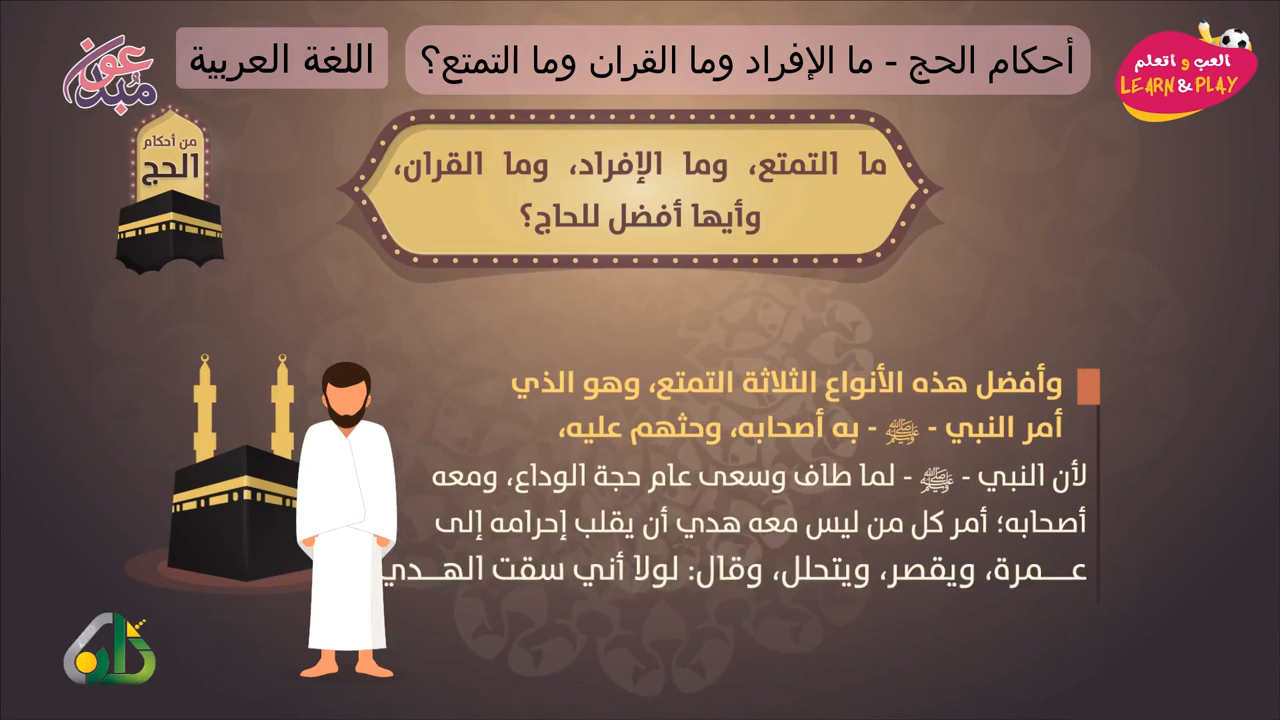 أحكام الحج - ما الإفراد وما القران وما التمتع؟
اللغة العربية
العب و اتعلم
LEARN & PLAY
مبدعون
من أحكام
الحج
ما التمتع، وما الإفراد، وما القران،
وأيها أفضل للحاج؟
وأفضل هذه الأنواع الثلاثة التمتع، وهو الذي
أمر النبي - ﷺ - به أصحابه، وحثهم عليه،
لأن النبي - ﷺ - لما طاف وسعى عام حجة الوداع، ومعه
أصحابه؛ أمر كل من ليس معه هدي أن يقلب إحرامه إلى
عـــمرة، ويقصر، ويتحلل، وقال: لولا أني سقت الهـــدي